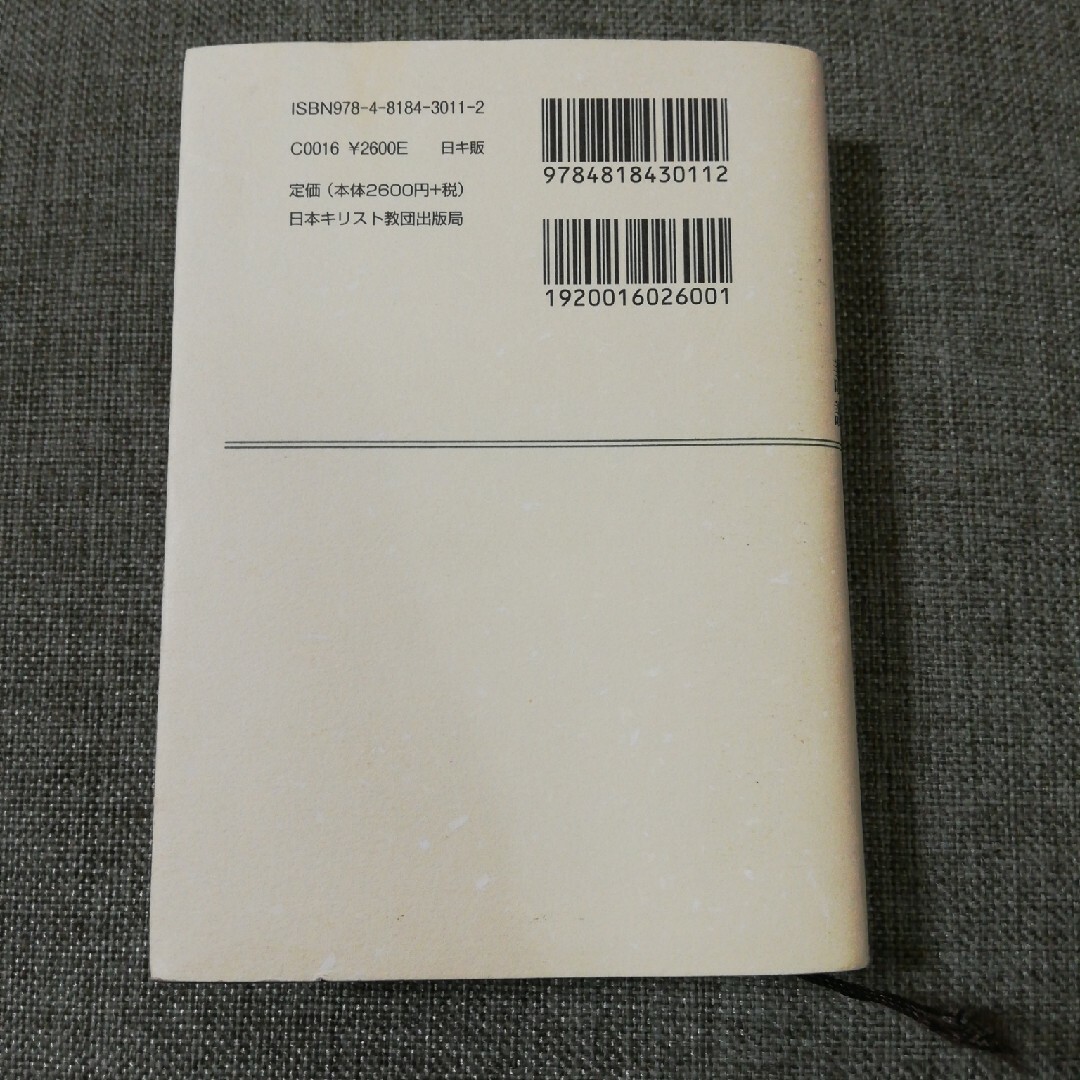 ISBN978-4-8184-3011-2
C0016 ¥2600E 日キ販
定価（本体2600円+税）
日本キリスト教団出版局
9784818430112
1920016026001